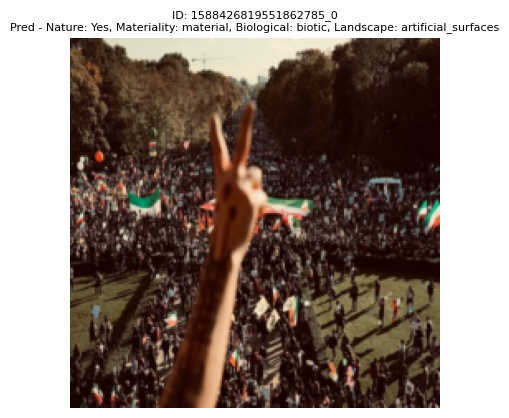 ID: 1588426819551862785_0
Pred - Nature: Yes, Materiality: material, Biological: biotic, Landscape: artificial_surfaces